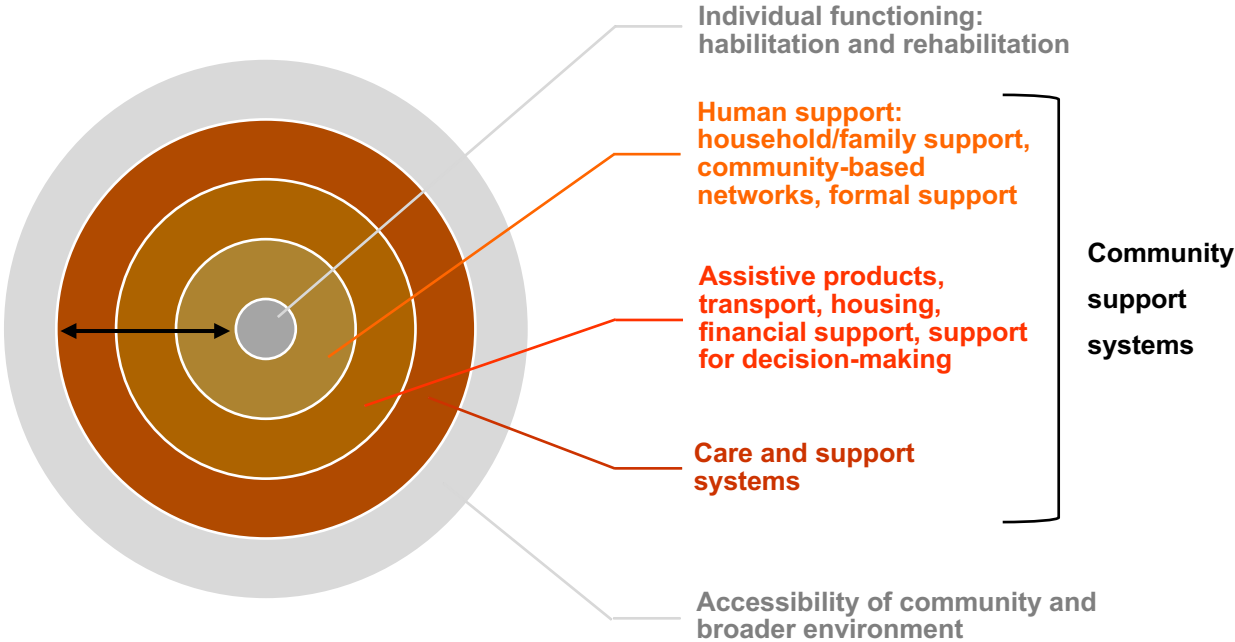 Individual functioning:
habilitation and rehabilitation
Human support:
household/family support,
community-based
networks, formal support
Assistive products,
transport, housing,
financial support, support
for decision-making
Community
support
systems
Care and support
systems
Accessibility of community and
broader environment